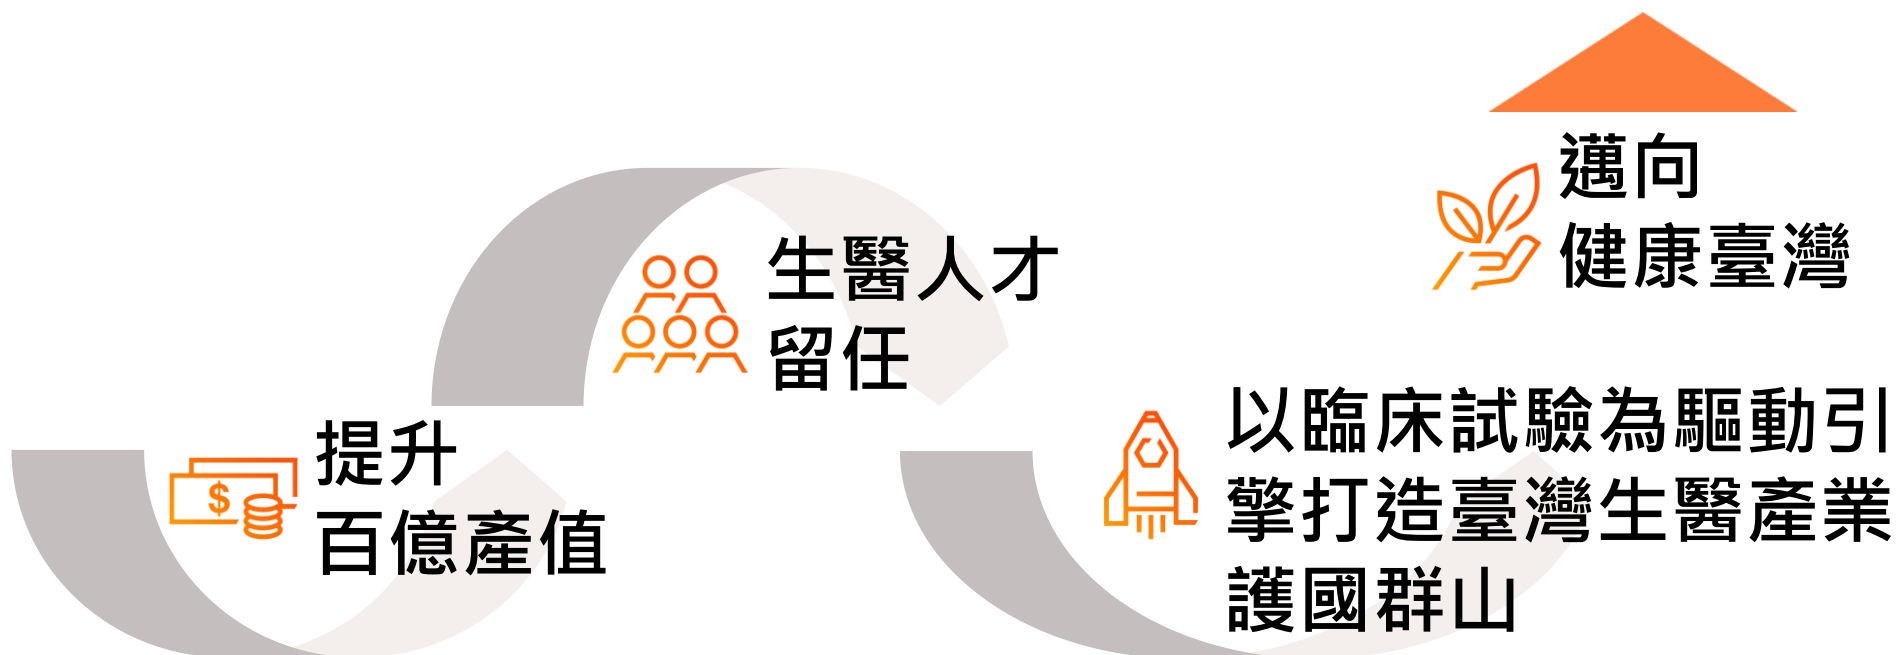 提升
百億產值
$
生醫人才
留任
以臨床試驗為驅動引
擎打造臺灣生醫產業
護國群山
邁向
健康臺灣